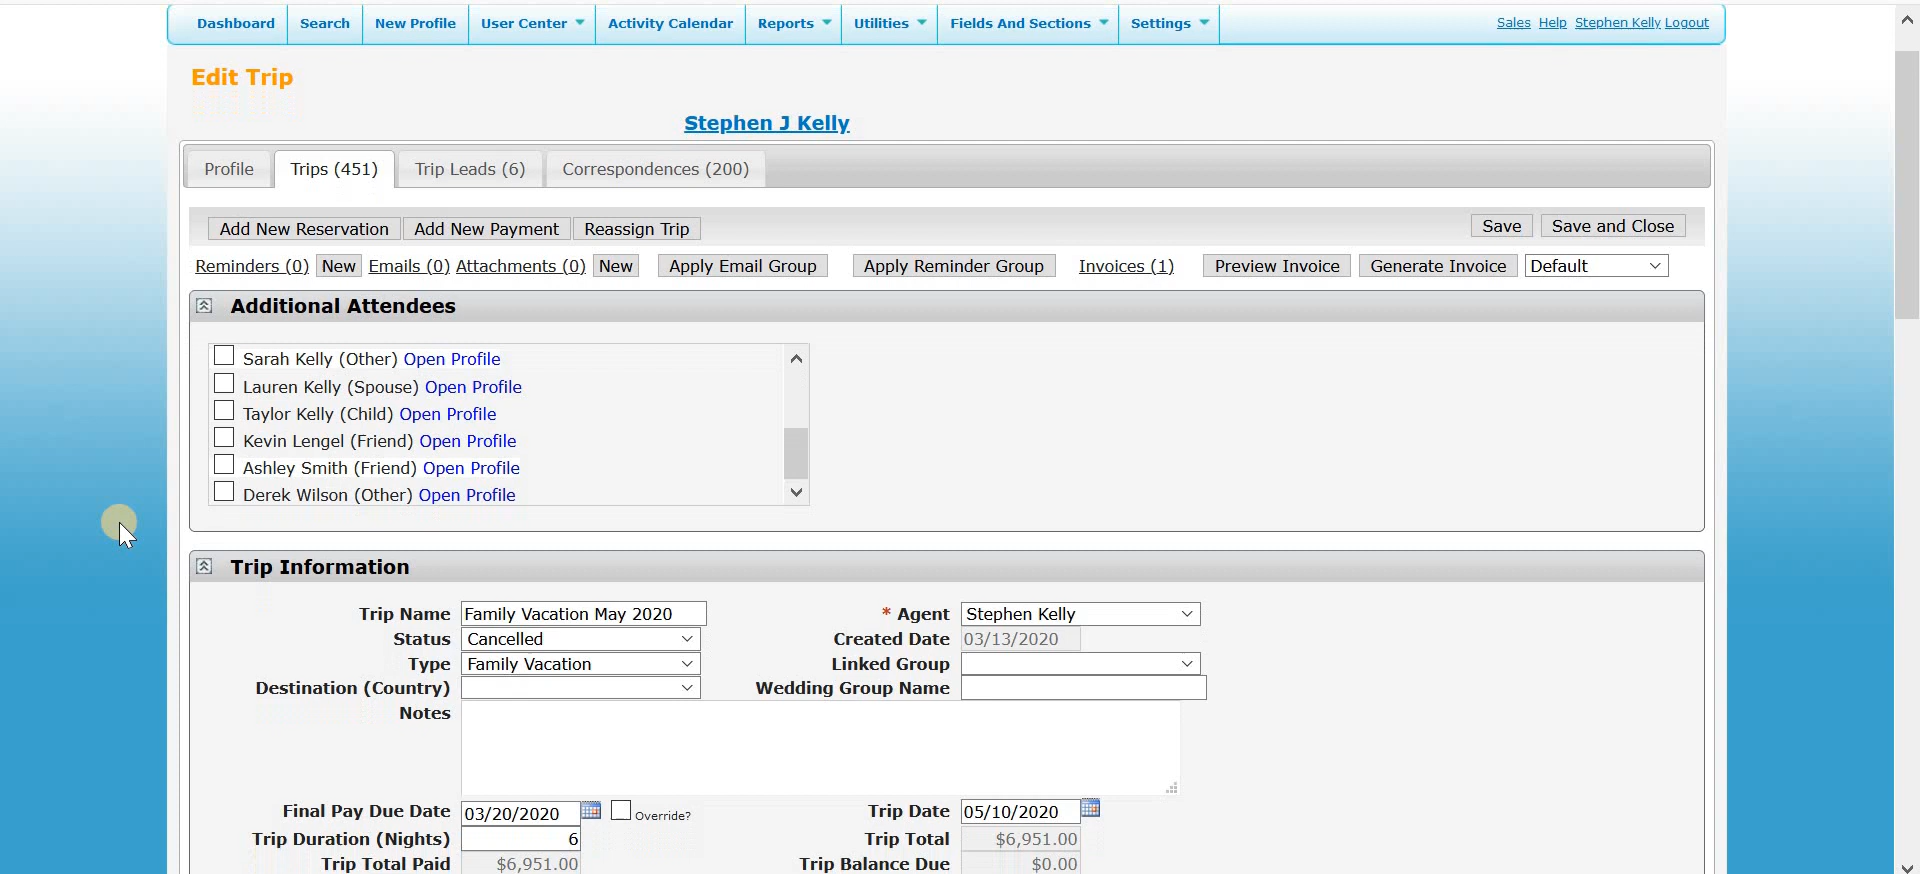 Dashboard Search New Profile User Center Activity Calendar Reports Utilities Fields And Sections Settings Sales Help Stephen Kelly Logout
Edit Trip
Stephen J Kelly
Profile Trips (451) Trip Leads (6) Correspondences (200)
Add New Reservation Add New Payment Reassign Trip Save Save and Close
Reminders (0) New Emails (0) Attachments (0) New Apply Email Group Apply Reminder Group Invoices (1) Preview Invoice Generate Invoice Default
Additional Attendees
Sarah Kelly (Other) Open Profile
Lauren Kelly (Spouse) Open Profile
Taylor Kelly (Child) Open Profile
Kevin Lengel (Friend) Open Profile
Ashley Smith (Friend) Open Profile
Derek Wilson (Other) Open Profile
Trip Information
Trip Name Family Vacation May 2020 * Agent Stephen Kelly
Status Cancelled Created Date 03/13/2020
Type Family Vacation Linked Group
Destination (Country) Wedding Group Name
Notes
Final Pay Due Date 03/20/2020 Override? Trip Date 05/10/2020
Trip Duration (Nights) 6 Trip Total $6,951.00
Trip Total Paid $6,951.00 Trip Balance Due $0.00